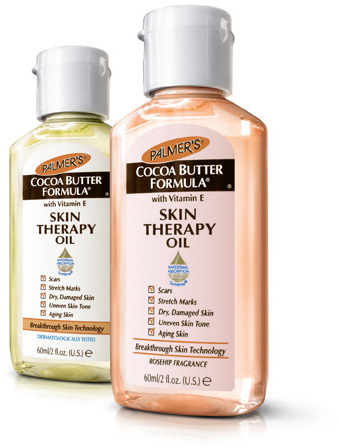 PALMER'S®
COCOA BUTTER
FORMULA®
with Vitamin E
SKIN
THERAPY
OIL
Scars
Stretch Marks
Dry, Damaged Skin
Uneven Skin Tone
Aging Skin
Breakthrough Skin Technology
DERMATOLOGICALLY TESTED
60ml/2 fl.oz. (U.S.) e
PALMER'S®
COCOA BUTTER
FORMULA®
with Vitamin E
SKIN
THERAPY
OIL
Scars
Stretch Marks
Dry, Damaged Skin
Uneven Skin Tone
Aging Skin
Breakthrough Skin Technology
ROSEHIP FRAGRANCE
60ml/2 fl.oz. (U.S.) e